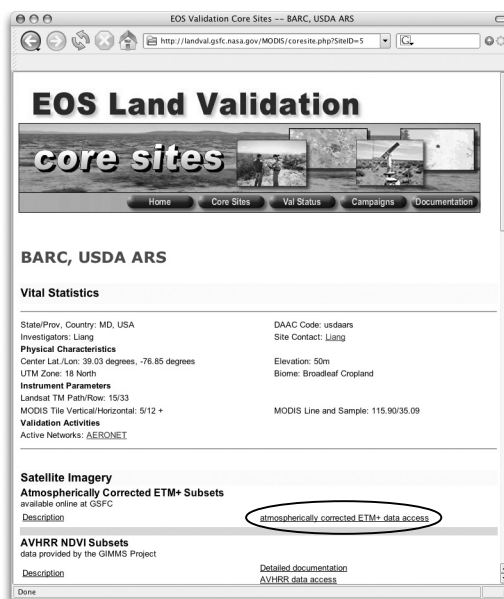 EOS Validation Core Sites -- BARC, USDA ARS
http://landval.gsfc.nasa.gov/MODIS/coresite.php?SiteID=5
EOS Land Validation
core sites
Home Core Sites Val Status Campaigns Documentation
BARC, USDA ARS
Vital Statistics
State/Prov, Country: MD, USA DAAC Code: usdaars
Investigators: Liang Site Contact: Liang
Physical Characteristics
Center Lat./Lon: 39.03 degrees, -76.85 degrees Elevation: 50m
UTM Zone: 18 North Biome: Broadleaf Cropland
Instrument Parameters
Landsat TM Path/Row: 15/33
MODIS Tile Vertical/Horizontal: 5/12 + MODIS Line and Sample: 115.90/35.09
Validation Activities
Active Networks: AERONET
Satellite Imagery
Atmospherically Corrected ETM+ Subsets
available online at GSFC
Description atmospherically corrected ETM+ data access
AVHRR NDVI Subsets
data provided by the GIMMS Project
Detailed documentation
Description
AVHRR data access
Done